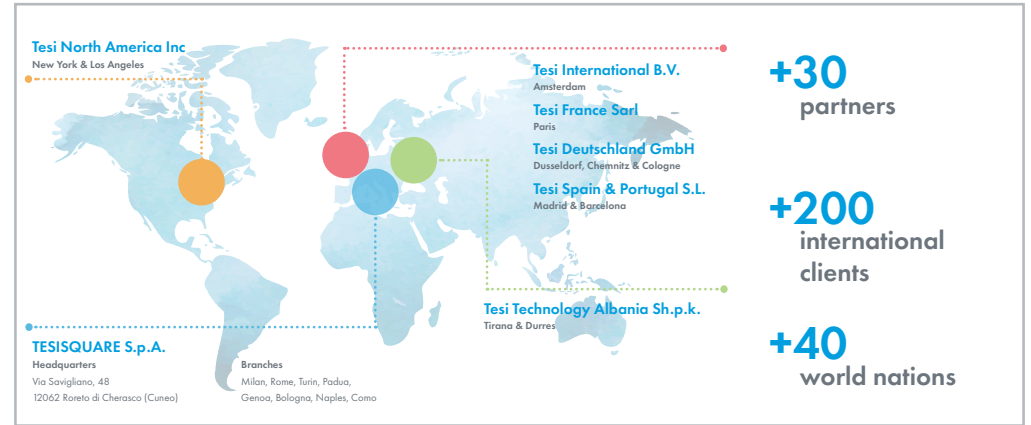 Tesi North America Inc
New York & Los Angeles
Tesi International B.V.
Amsterdam
Tesi France Sarl
Paris
Tesi Deutschland GmbH
Dusseldorf, Chemnitz & Cologne
Tesi Spain & Portugal S.L.
Madrid & Barcelona
Tesi Technology Albania Sh.p.k.
Tirana & Durres
TESISQUARE S.p.A.
Headquarters
Via Savigliano, 48
12062 Roreto di Cherasco (Cuneo)
Branches
Milan, Rome, Turin, Padua,
Genoa, Bologna, Naples, Como
+30
partners
+200
international
clients
+40
world nations